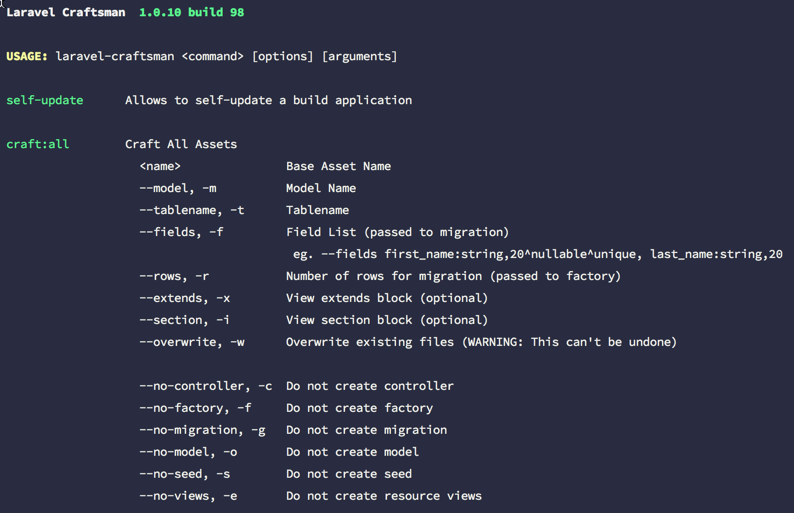 Laravel Craftsman  1.0.10 build 98
USAGE: laravel-craftsman <command> [options] [arguments]
self-update      Allows to self-update a build application
craft:all        Craft All Assets
                   <name>               Base Asset Name
                   --model, -m          Model Name
                   --tablename, -t      Tablename
                   --fields, -f         Field List (passed to migration)
                                         eg. --fields first_name:string,20^nullable^unique, last_name:string,20
                   --rows, -r           Number of rows for migration (passed to factory)
                   --extends, -x        View extends block (optional)
                   --section, -i        View section block (optional)
                   --overwrite, -w      Overwrite existing files (WARNING: This can't be undone)
                   --no-controller, -c  Do not create controller
                   --no-factory, -f     Do not create factory
                   --no-migration, -g   Do not create migration
                   --no-model, -o       Do not create model
                   --no-seed, -s        Do not create seed
                   --no-views, -e       Do not create resource views